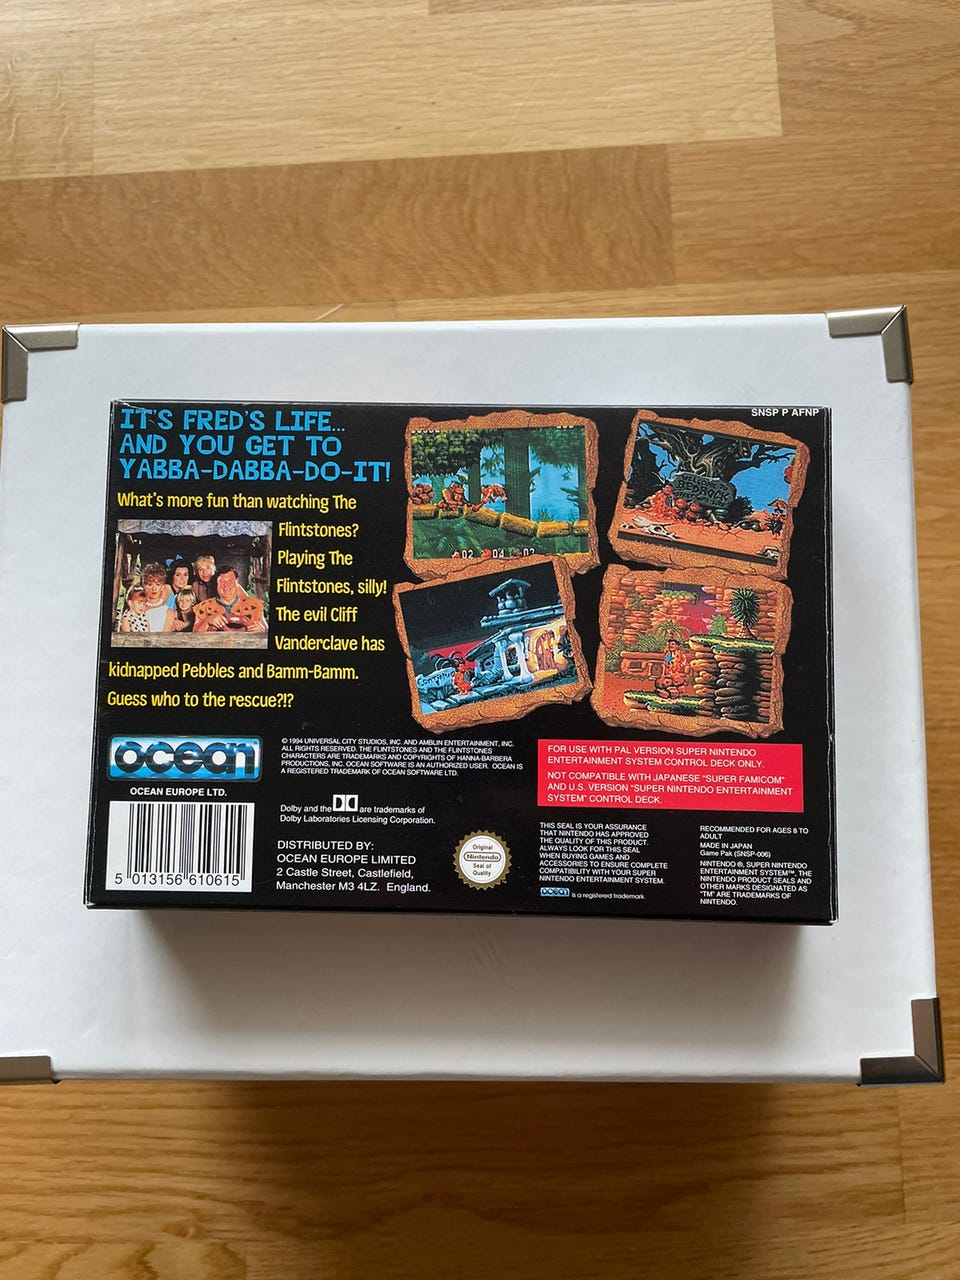 SNSP P AFNP
IT'S FRED'S LIFE...
AND YOU GET TO
YABBA-DABBA-DO-IT!
What's more fun than watching The
Flintstones?
Playing The
Flintstones, silly!
The evil Cliff
Vanderclave has
kidnapped Pebbles and Bamm-Bamm.
Guess who to the rescue?!?
02 04 02
BEDROCK
ocean
OCEAN EUROPE LTD.
5 013156 610615
© 1994 UNIVERSAL CITY STUDIOS, INC. AND AMBLIN ENTERTAINMENT, INC.
ALL RIGHTS RESERVED. THE FLINTSTONES AND THE FLINTSTONES
CHARACTERS ARE TRADEMARKS AND COPYRIGHTS OF HANNA-BARBERA
PRODUCTIONS, INC. OCEAN SOFTWARE IS AN AUTHORIZED USER. OCEAN IS
A REGISTERED TRADEMARK OF OCEAN SOFTWARE LTD.
Dolby and the are trademarks of
Dolby Laboratories Licensing Corporation.
DISTRIBUTED BY:
OCEAN EUROPE LIMITED
2 Castle Street, Castlefield,
Manchester M3 4LZ. England.
Original
Nintendo
Seal of
Quality
FOR USE WITH PAL VERSION SUPER NINTENDO
ENTERTAINMENT SYSTEM CONTROL DECK ONLY.
NOT COMPATIBLE WITH JAPANESE "SUPER FAMICOM"
AND U.S. VERSION "SUPER NINTENDO ENTERTAINMENT
SYSTEM" CONTROL DECK.
THIS SEAL IS YOUR ASSURANCE
THAT NINTENDO HAS APPROVED
THE QUALITY OF THIS PRODUCT.
ALWAYS LOOK FOR THIS SEAL
WHEN BUYING GAMES AND
ACCESSORIES TO ENSURE COMPLETE
COMPATIBILITY WITH YOUR SUPER
NINTENDO ENTERTAINMENT SYSTEM.
ocean is a registered trademark.
RECOMMENDED FOR AGES 8 TO
ADULT
MADE IN JAPAN
Game Pak (SNSP-006)
NINTENDO®, SUPER NINTENDO
ENTERTAINMENT SYSTEM™, THE
NINTENDO PRODUCT SEALS AND
OTHER MARKS DESIGNATED AS
"TM" ARE TRADEMARKS OF
NINTENDO.